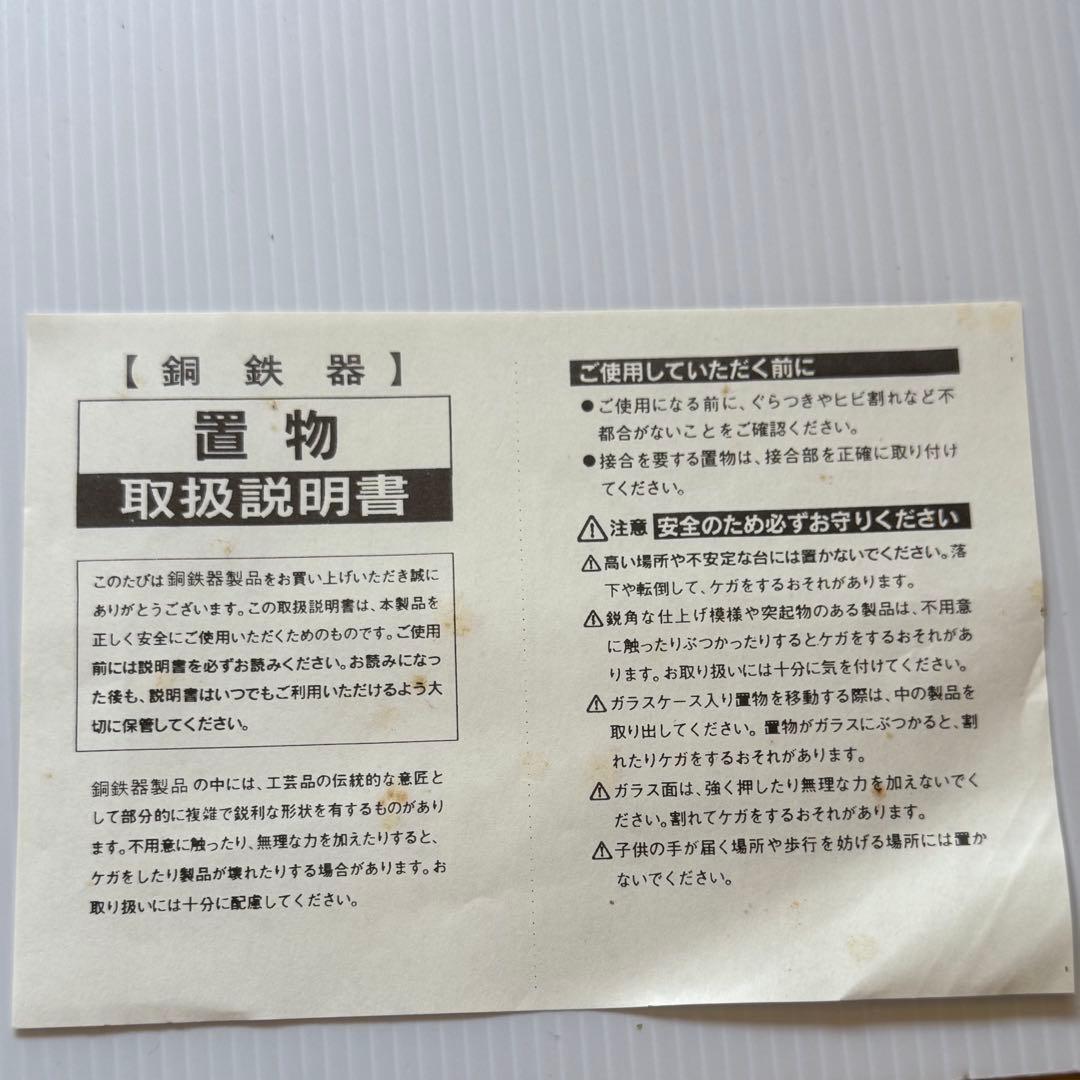 【銅鉄器】
置物
取扱説明書
このたびは銅鉄器製品をお買い上げいただき誠に
ありがとうございます。この取扱説明書は、本製品を
正しく安全にご使用いただくためのものです。ご使用
前には説明書を必ずお読みください。お読みになっ
た後も、説明書はいつでもご利用いただけるよう大
切に保管してください。
銅鉄器製品の中には、工芸品の伝統的な意匠と
して部分的に複雑で鋭利な形状を有するものがあり
ます。不用意に触ったり、無理な力を加えたりすると、
ケガをしたり製品が壊れたりする場合があります。お
取り扱いには十分に配慮してください。
ご使用していただく前に
●ご使用になる前に、ぐらつきやヒビ割れなど不
都合がないことをご確認ください。
●接合を要する置物は、接合部を正確に取り付け
てください。
⚠注意 安全のため必ずお守りください
⚠高い場所や不安定な台には置かないでください。落
下や転倒して、ケガをするおそれがあります。
⚠鋭角な仕上げ模様や突起物のある製品は、不用意
に触ったりぶつかったりするとケガをするおそれがあ
ります。お取り扱いには十分に気を付けてください。
⚠ガラスケース入り置物を移動する際は、中の製品を
取り出してください。置物がガラスにぶつかると、割
れたりケガをするおそれがあります。
⚠ガラス面は、強く押したり無理な力を加えないでく
ださい。割れてケガをするおそれがあります。
⚠子供の手が届く場所や歩行を妨げる場所には置か
ないでください。